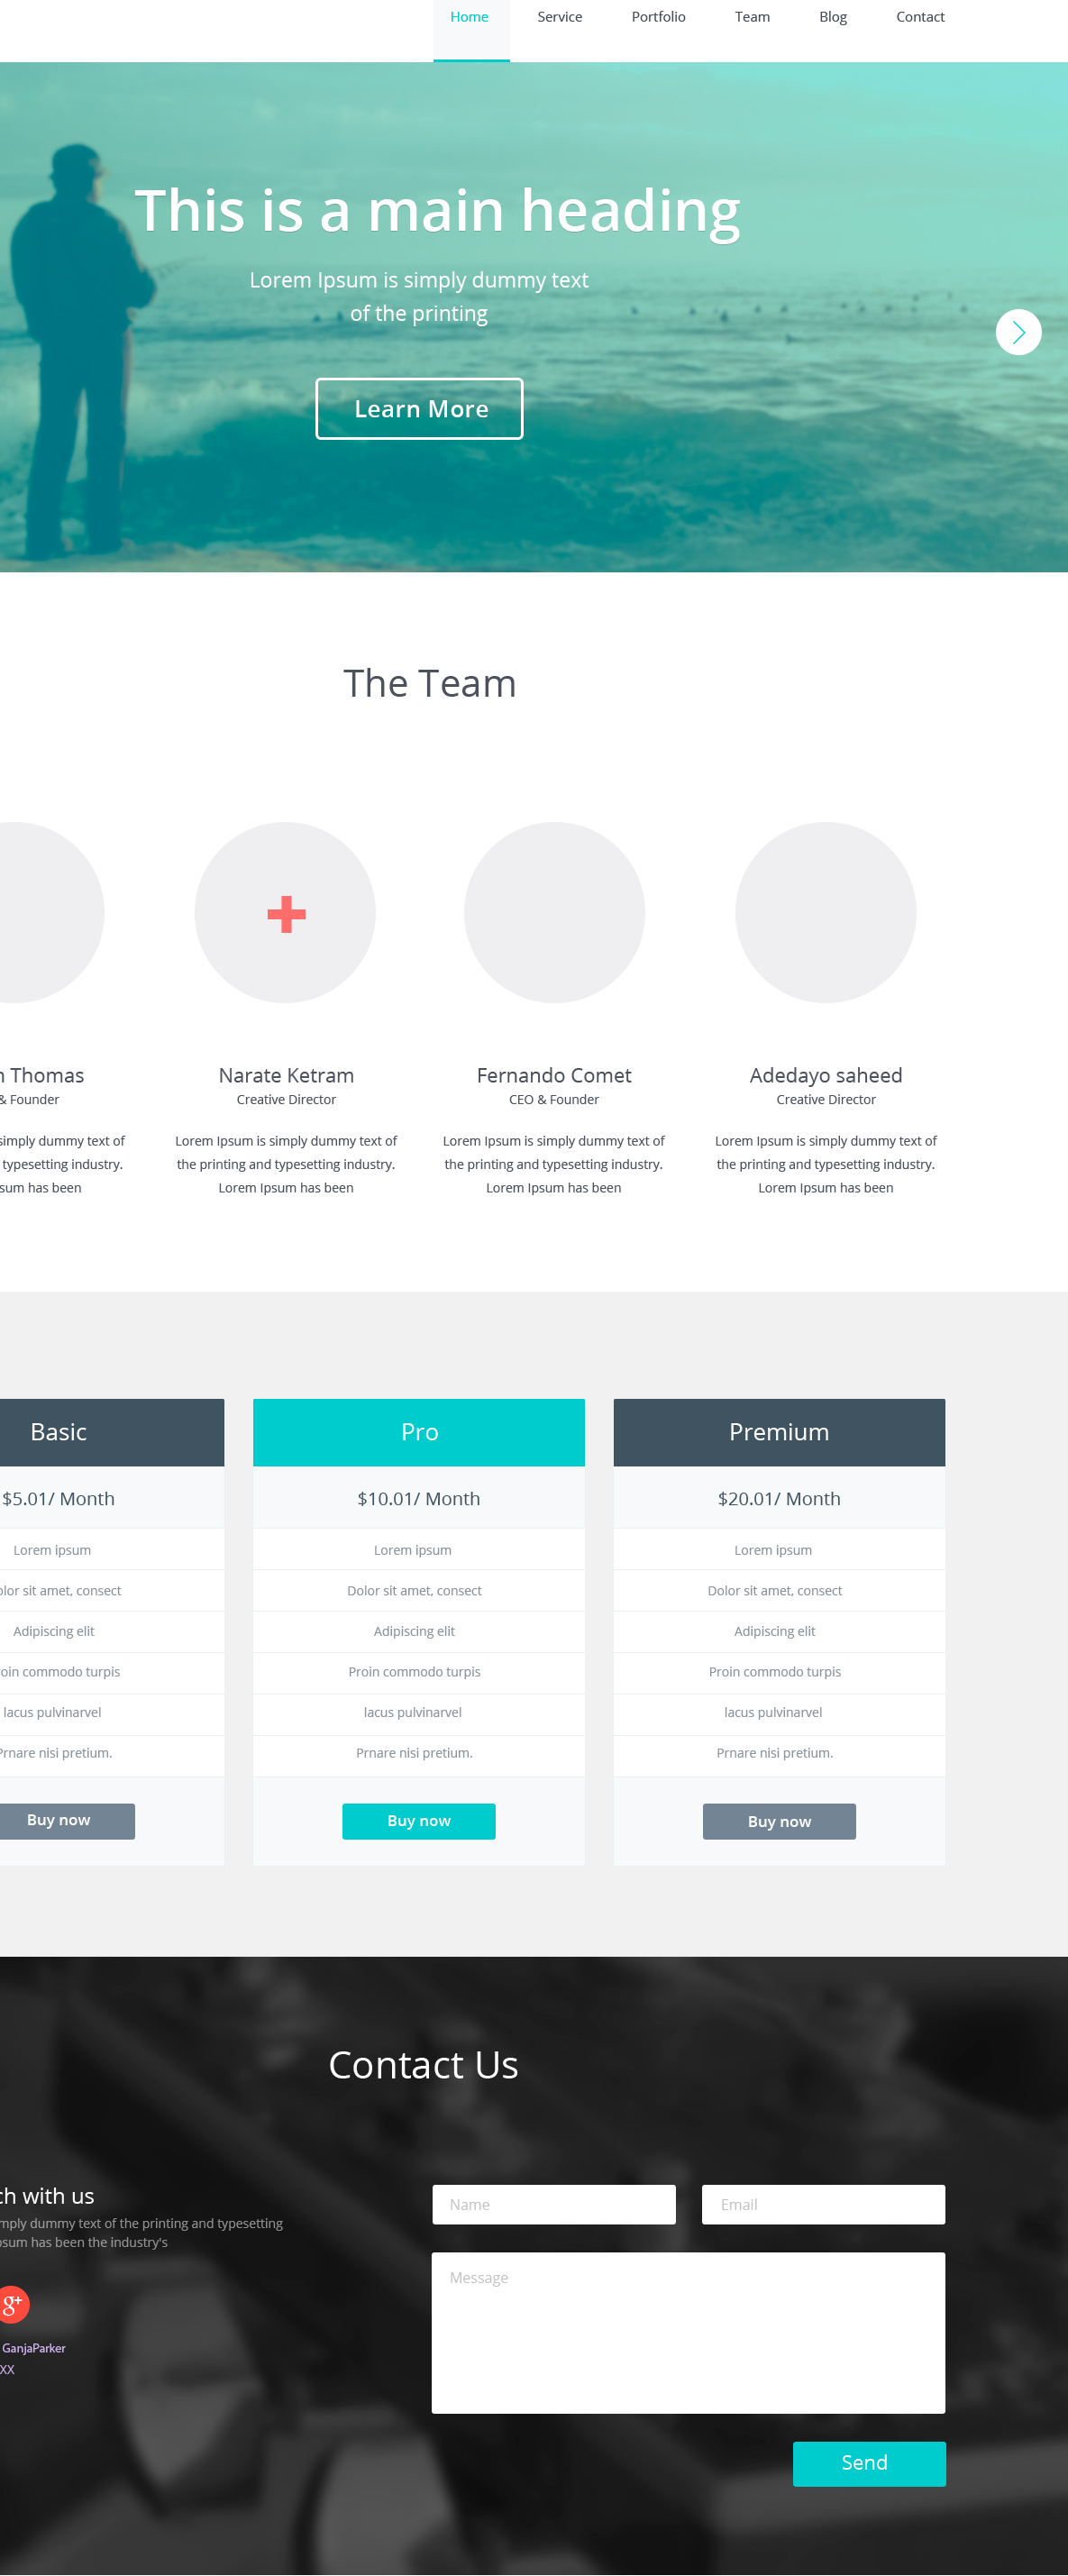 Home Service Portfolio Team Blog Contact
This is a main heading
Lorem Ipsum is simply dummy text
of the printing
Learn More
The Team
Thomas
& Founder
simply dummy text of
typesetting industry.
has been
Narate Ketram
Creative Director
Lorem Ipsum is simply dummy text of
the printing and typesetting industry.
Lorem Ipsum has been
Fernando Comet
CEO & Founder
Lorem Ipsum is simply dummy text of
the printing and typesetting industry.
Lorem Ipsum has been
Adedayo saheed
Creative Director
Lorem Ipsum is simply dummy text of
the printing and typesetting industry.
Lorem Ipsum has been
Basic
$5.01/ Month
Lorem ipsum
sit amet, consect
Adipiscing elit
commodo turpis
lacus pulvinarvel
Prnare nisi pretium.
Buy now
Pro
$10.01/ Month
Lorem ipsum
Dolor sit amet, consect
Adipiscing elit
Proin commodo turpis
lacus pulvinarvel
Prnare nisi pretium.
Buy now
Premium
$20.01/ Month
Lorem ipsum
Dolor sit amet, consect
Adipiscing elit
Proin commodo turpis
lacus pulvinarvel
Prnare nisi pretium.
Buy now
Contact Us
with us
dummy text of the printing and typesetting
has been the industry's
g+
GanjaParker
XX
Name
Email
Message
Send